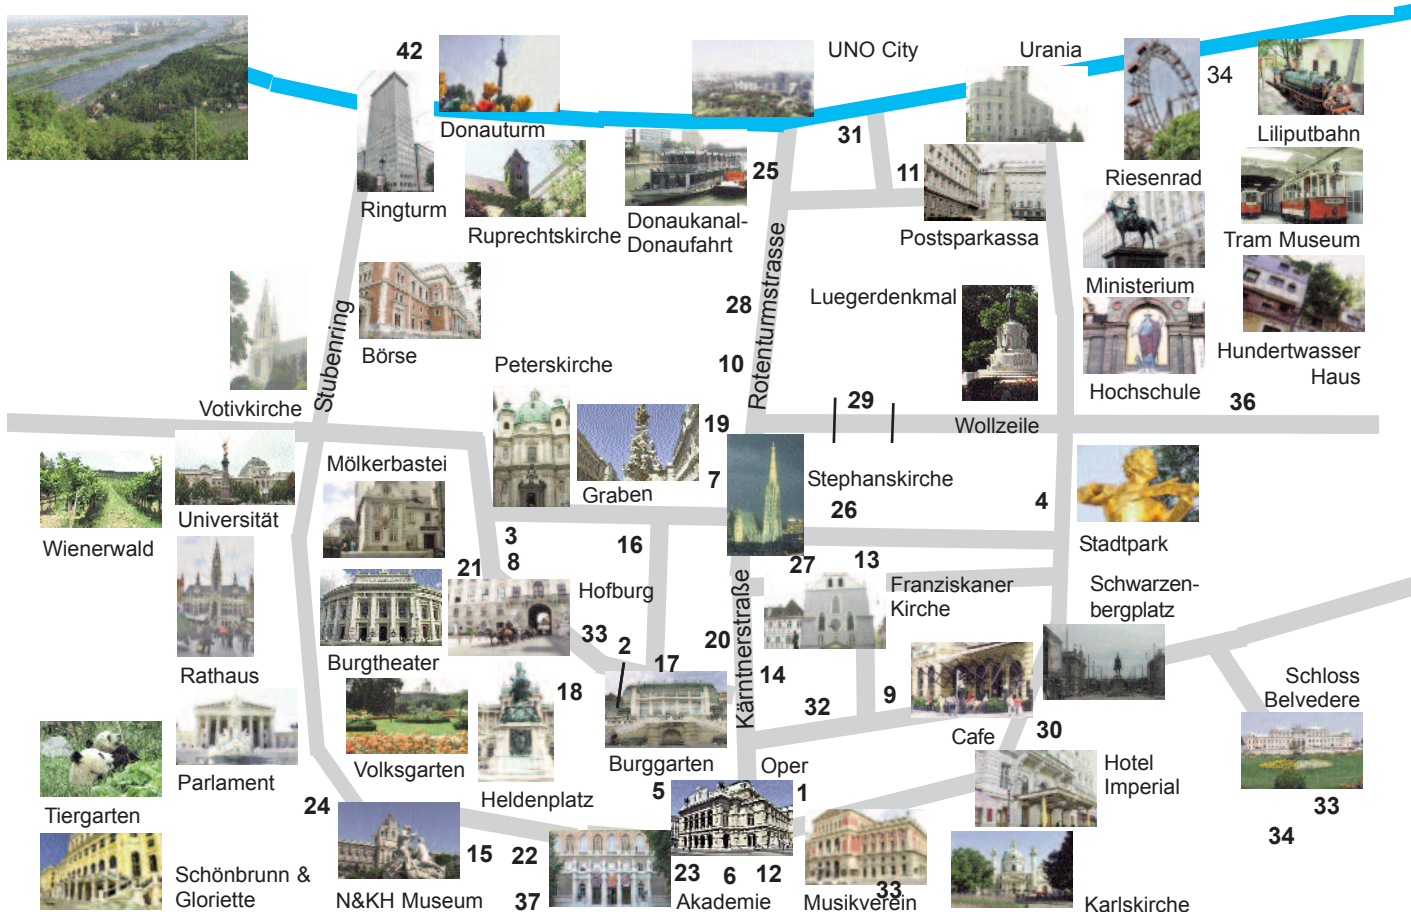 42
UNO City
Urania
34
Donauturm
Liliputbahn
31
25
11
Riesenrad
Ringturm
Ruprechtskirche
Donaukanal-
Donaufahrt
Postsparkassa
Tram Museum
Ministerium
Luegerdenkmal
28
Rotenturmstrasse
Stubenring
Börse
Peterskirche
10
Hundertwasser
Haus
Hochschule
36
Votivkirche
29
19
Wollzeile
Mölkerbastei
7
Stephanskirche
Graben
4
Universität
26
3
16
Wienerwald
Stadtpark
8
21
27
13
Hofburg
Franziskaner
Kirche
Schwarzen-
bergplatz
33
2
20
Kärntnerstraße
Burgtheater
17
14
Rathaus
18
9
32
Schloss
Belvedere
Cafe
30
Volksgarten
Burggarten
Oper
Hotel
Imperial
Parlament
Heldenplatz
5
1
24
33
Tiergarten
34
15
22
23
6
12
33
Schönbrunn &
Gloriette
N&KH Museum
37
Akademie
Musikverein
Karlskirche